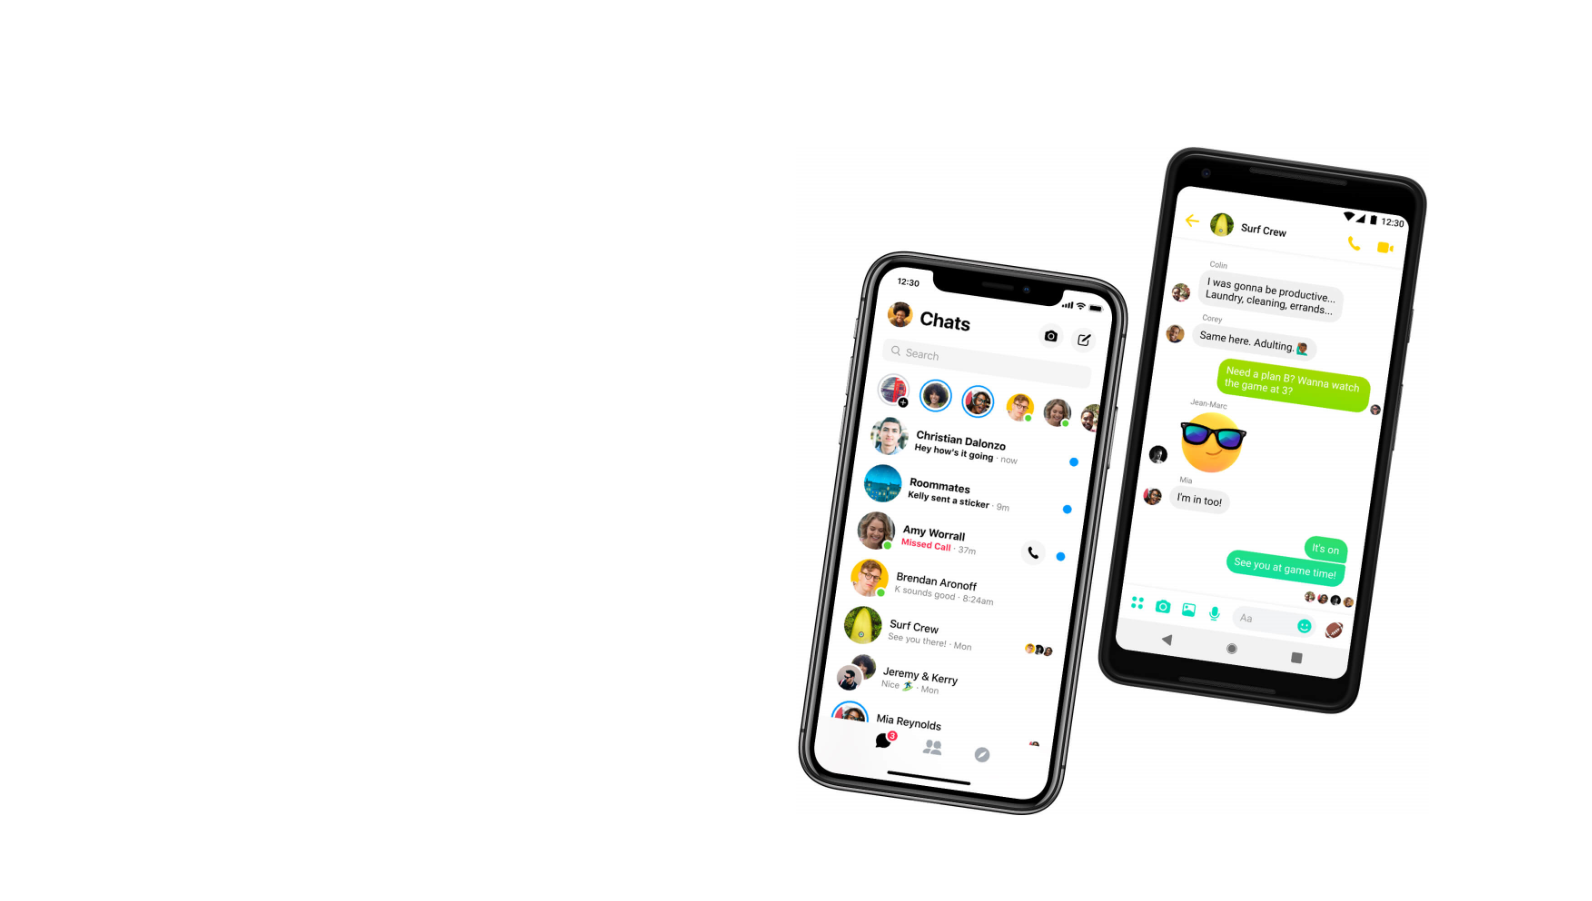 12:30
Chats
Search
Christian Dalonzo
Hey how's it going · now
Roommates
Kelly sent a sticker · 9m
Amy Worrall
Missed Call · 37m
Brendan Aronoff
K sounds good · 8:24am
Surf Crew
See you there! · Mon
Jeremy & Kerry
Nice 🏄 · Mon
Mia Reynolds
3
12:30
Surf Crew
Colin
I was gonna be productive...
Laundry, cleaning, errands...
Corey
Same here. Adulting. 🙋🏾‍♂️
Need a plan B? Wanna watch
the game at 3?
Jean-Marc
Mia
I'm in too!
It's on
See you at game time!
Aa